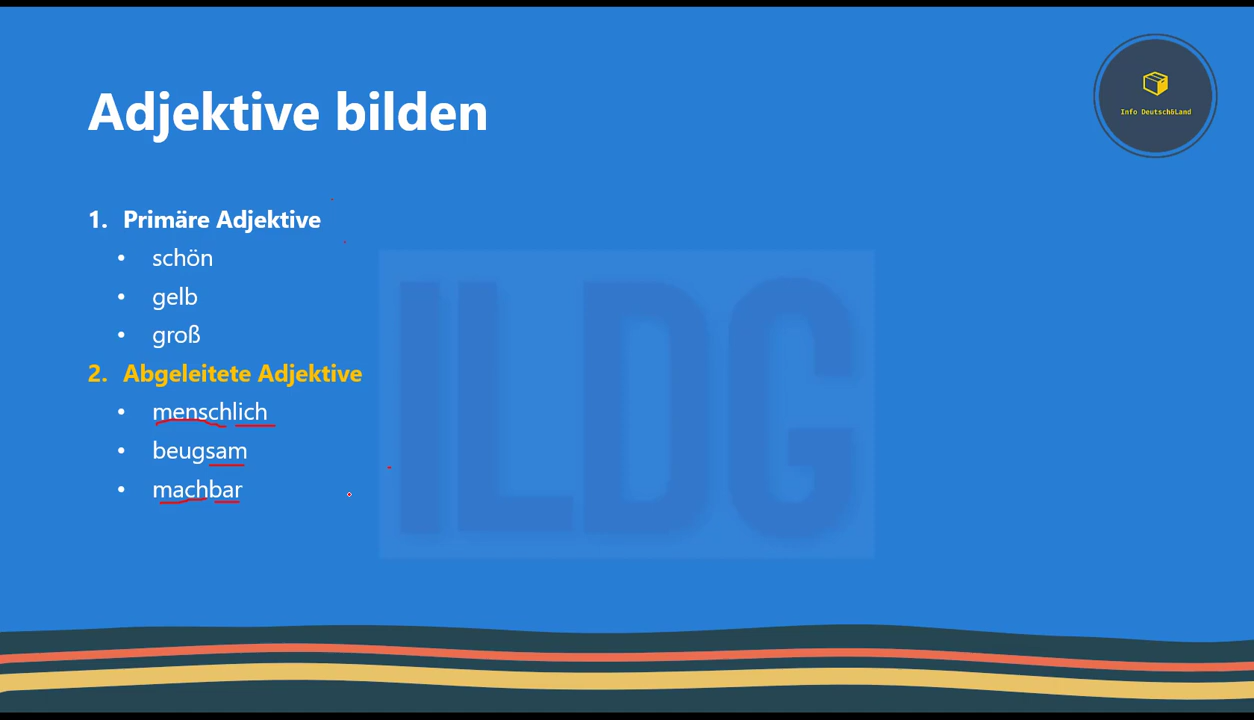 Info DeutschöLand
Adjektive bilden
1. Primäre Adjektive
• schön
• gelb
• groß
2. Abgeleitete Adjektive
• menschlich
• beugsam
• machbar
ILDG